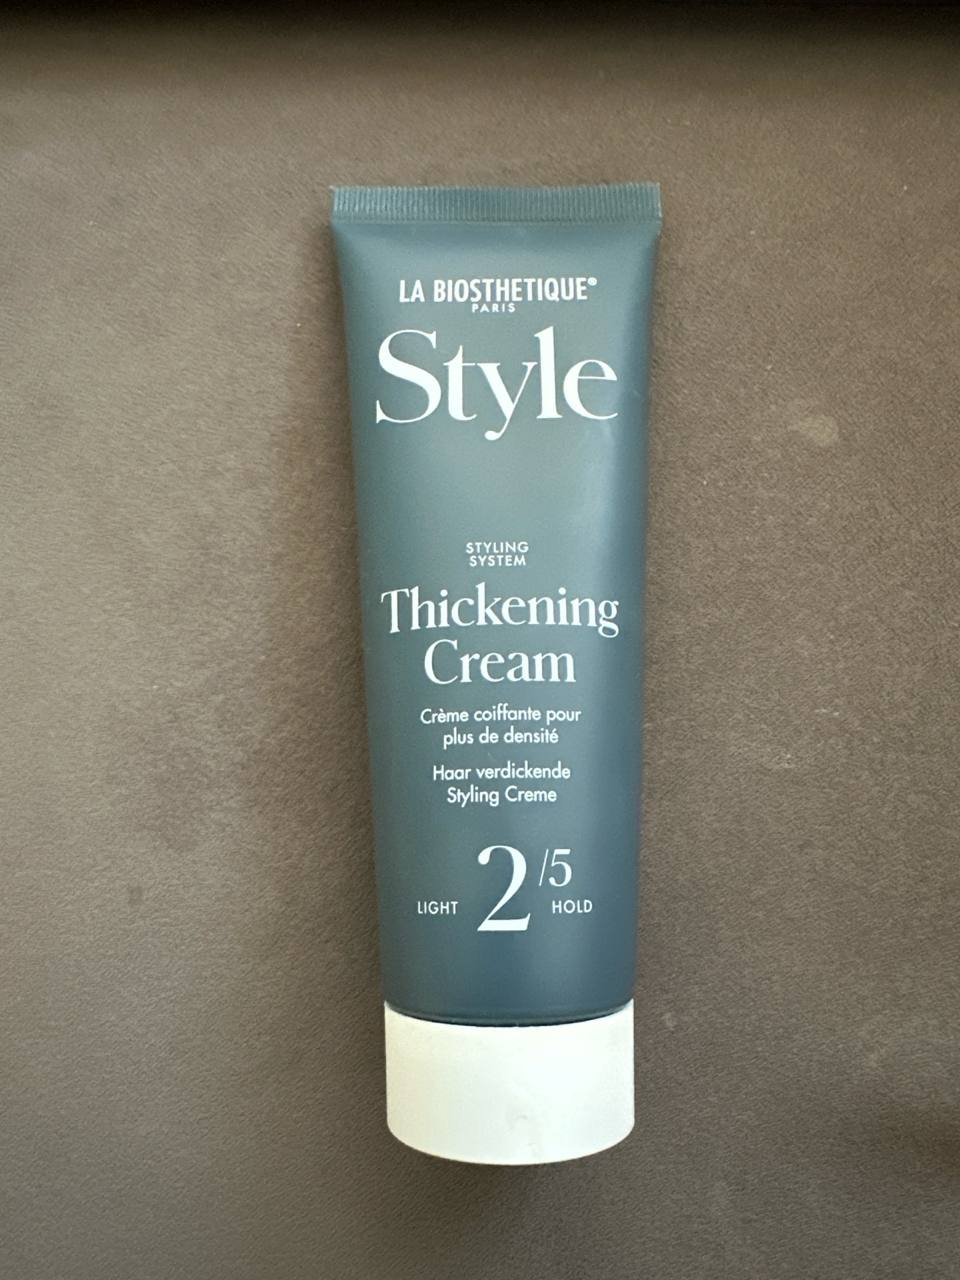 LA BIOSTHETIQUE®
PARIS
Style
STYLING
SYSTEM
Thickening
Cream
Crème coiffante pour
plus de densité
Haar verdickende
Styling Creme
LIGHT 2/5 HOLD